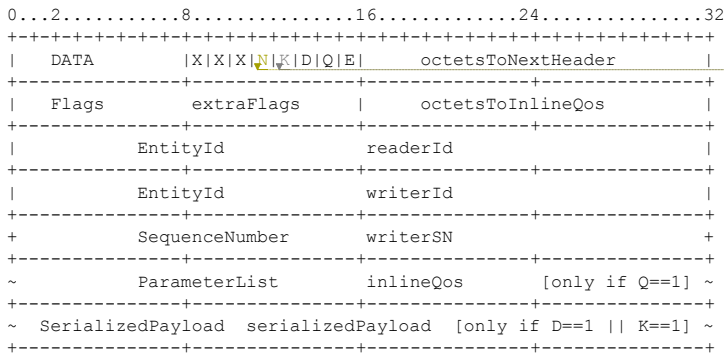 0...2...........8...............16.............24...............32
+-+-+-+-+-+-+-+-+-+-+-+-+-+-+-+-+-+-+-+-+-+-+-+-+-+-+-+-+-+-+-+-+
| DATA |X|X|X|N|K|D|Q|E| octetsToNextHeader |
+---------------+---------------+---------------+---------------+
| Flags extraFlags | octetsToInlineQos |
+---------------+---------------+---------------+---------------+
| EntityId readerId |
+---------------+---------------+---------------+---------------+
| EntityId writerId |
+---------------+---------------+---------------+---------------+
+ SequenceNumber writerSN +
+---------------+---------------+---------------+---------------+
~ ParameterList inlineQos [only if Q==1] ~
+---------------+---------------+---------------+---------------+
~ SerializedPayload serializedPayload [only if D==1 || K==1] ~
+---------------+---------------+---------------+---------------+